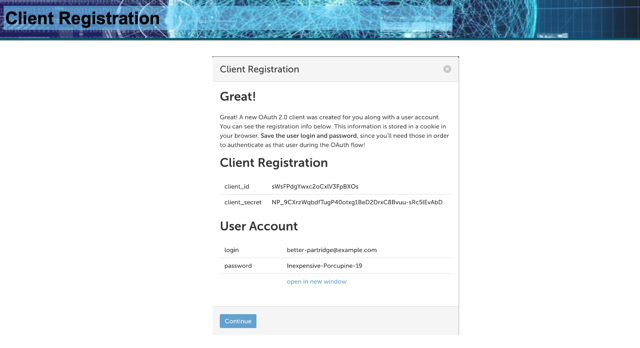 Client Registration
Client Registration
Great!
Great! A new OAuth 2.0 client was created for you along with a user account.
You can see the registration info below. This information is stored in a cookie in
your browser. Save the user login and password, since you'll need those in order
to authenticate as that user during the OAuth flow!
Client Registration
client_id sWsFPdgYwxc2oCxlV3FpBXOs
client_secret NP_9CXrzWqbdfTugP40otxg1BeD2DrxC8Bvuu-sRc5IEvAbD
User Account
login better-partridge@example.com
password Inexpensive-Porcupine-19
open in new window
Continue